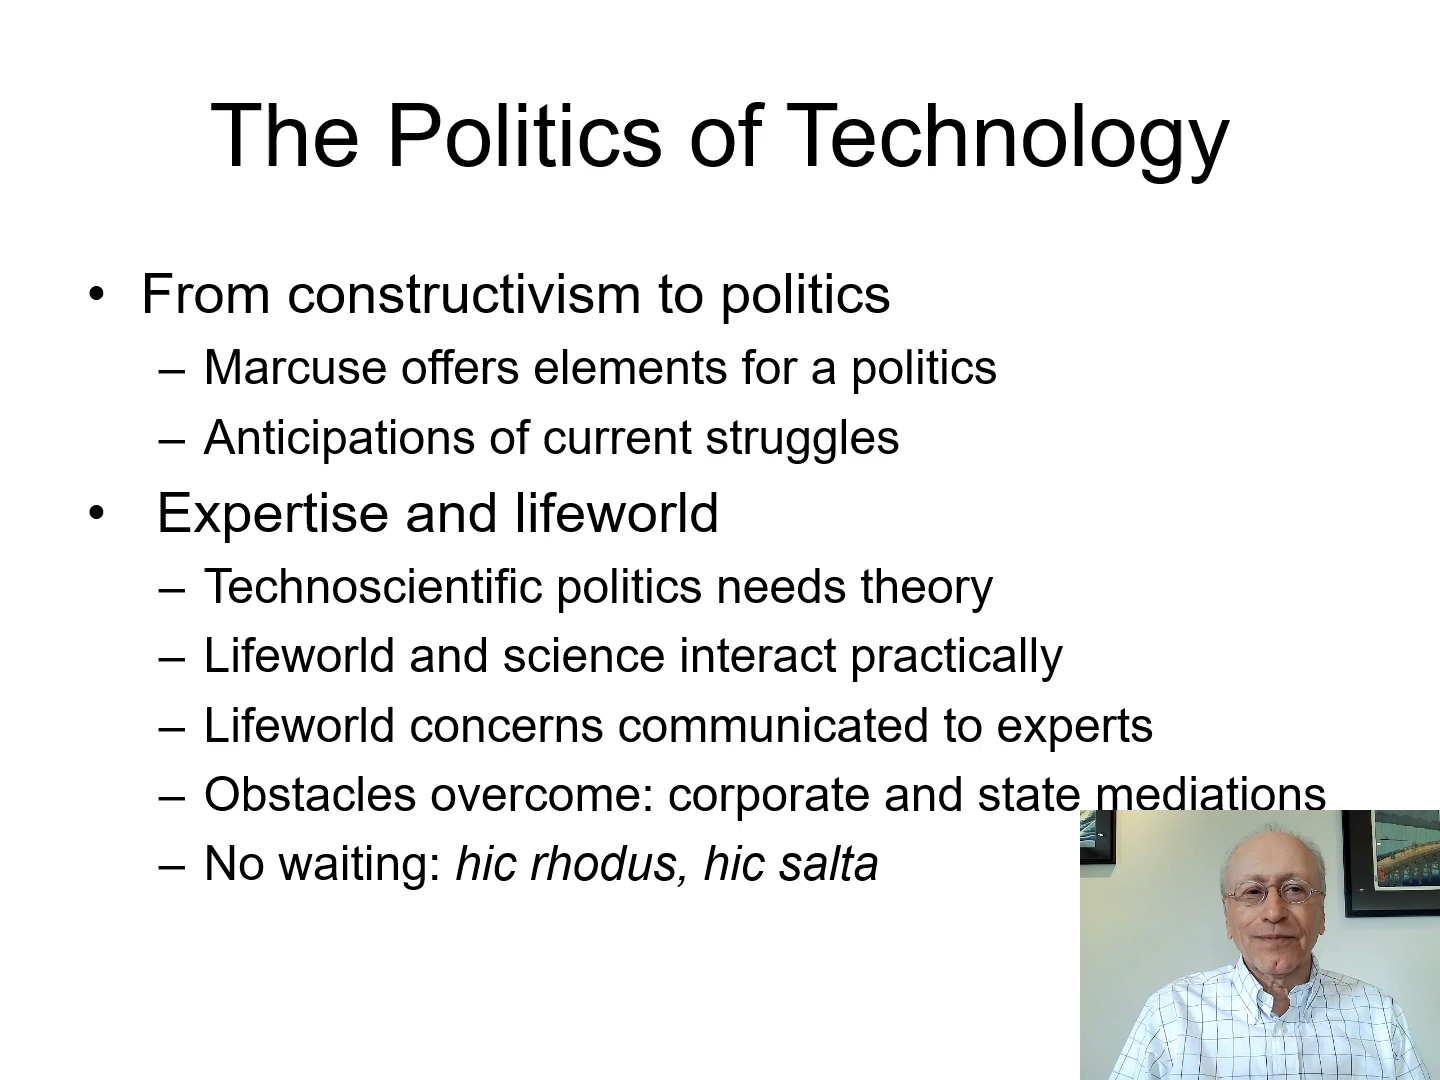 The Politics of Technology
• From constructivism to politics
– Marcuse offers elements for a politics
– Anticipations of current struggles
• Expertise and lifeworld
– Technoscientific politics needs theory
– Lifeworld and science interact practically
– Lifeworld concerns communicated to experts
– Obstacles overcome: corporate and state mediations
– No waiting: hic rhodus, hic salta